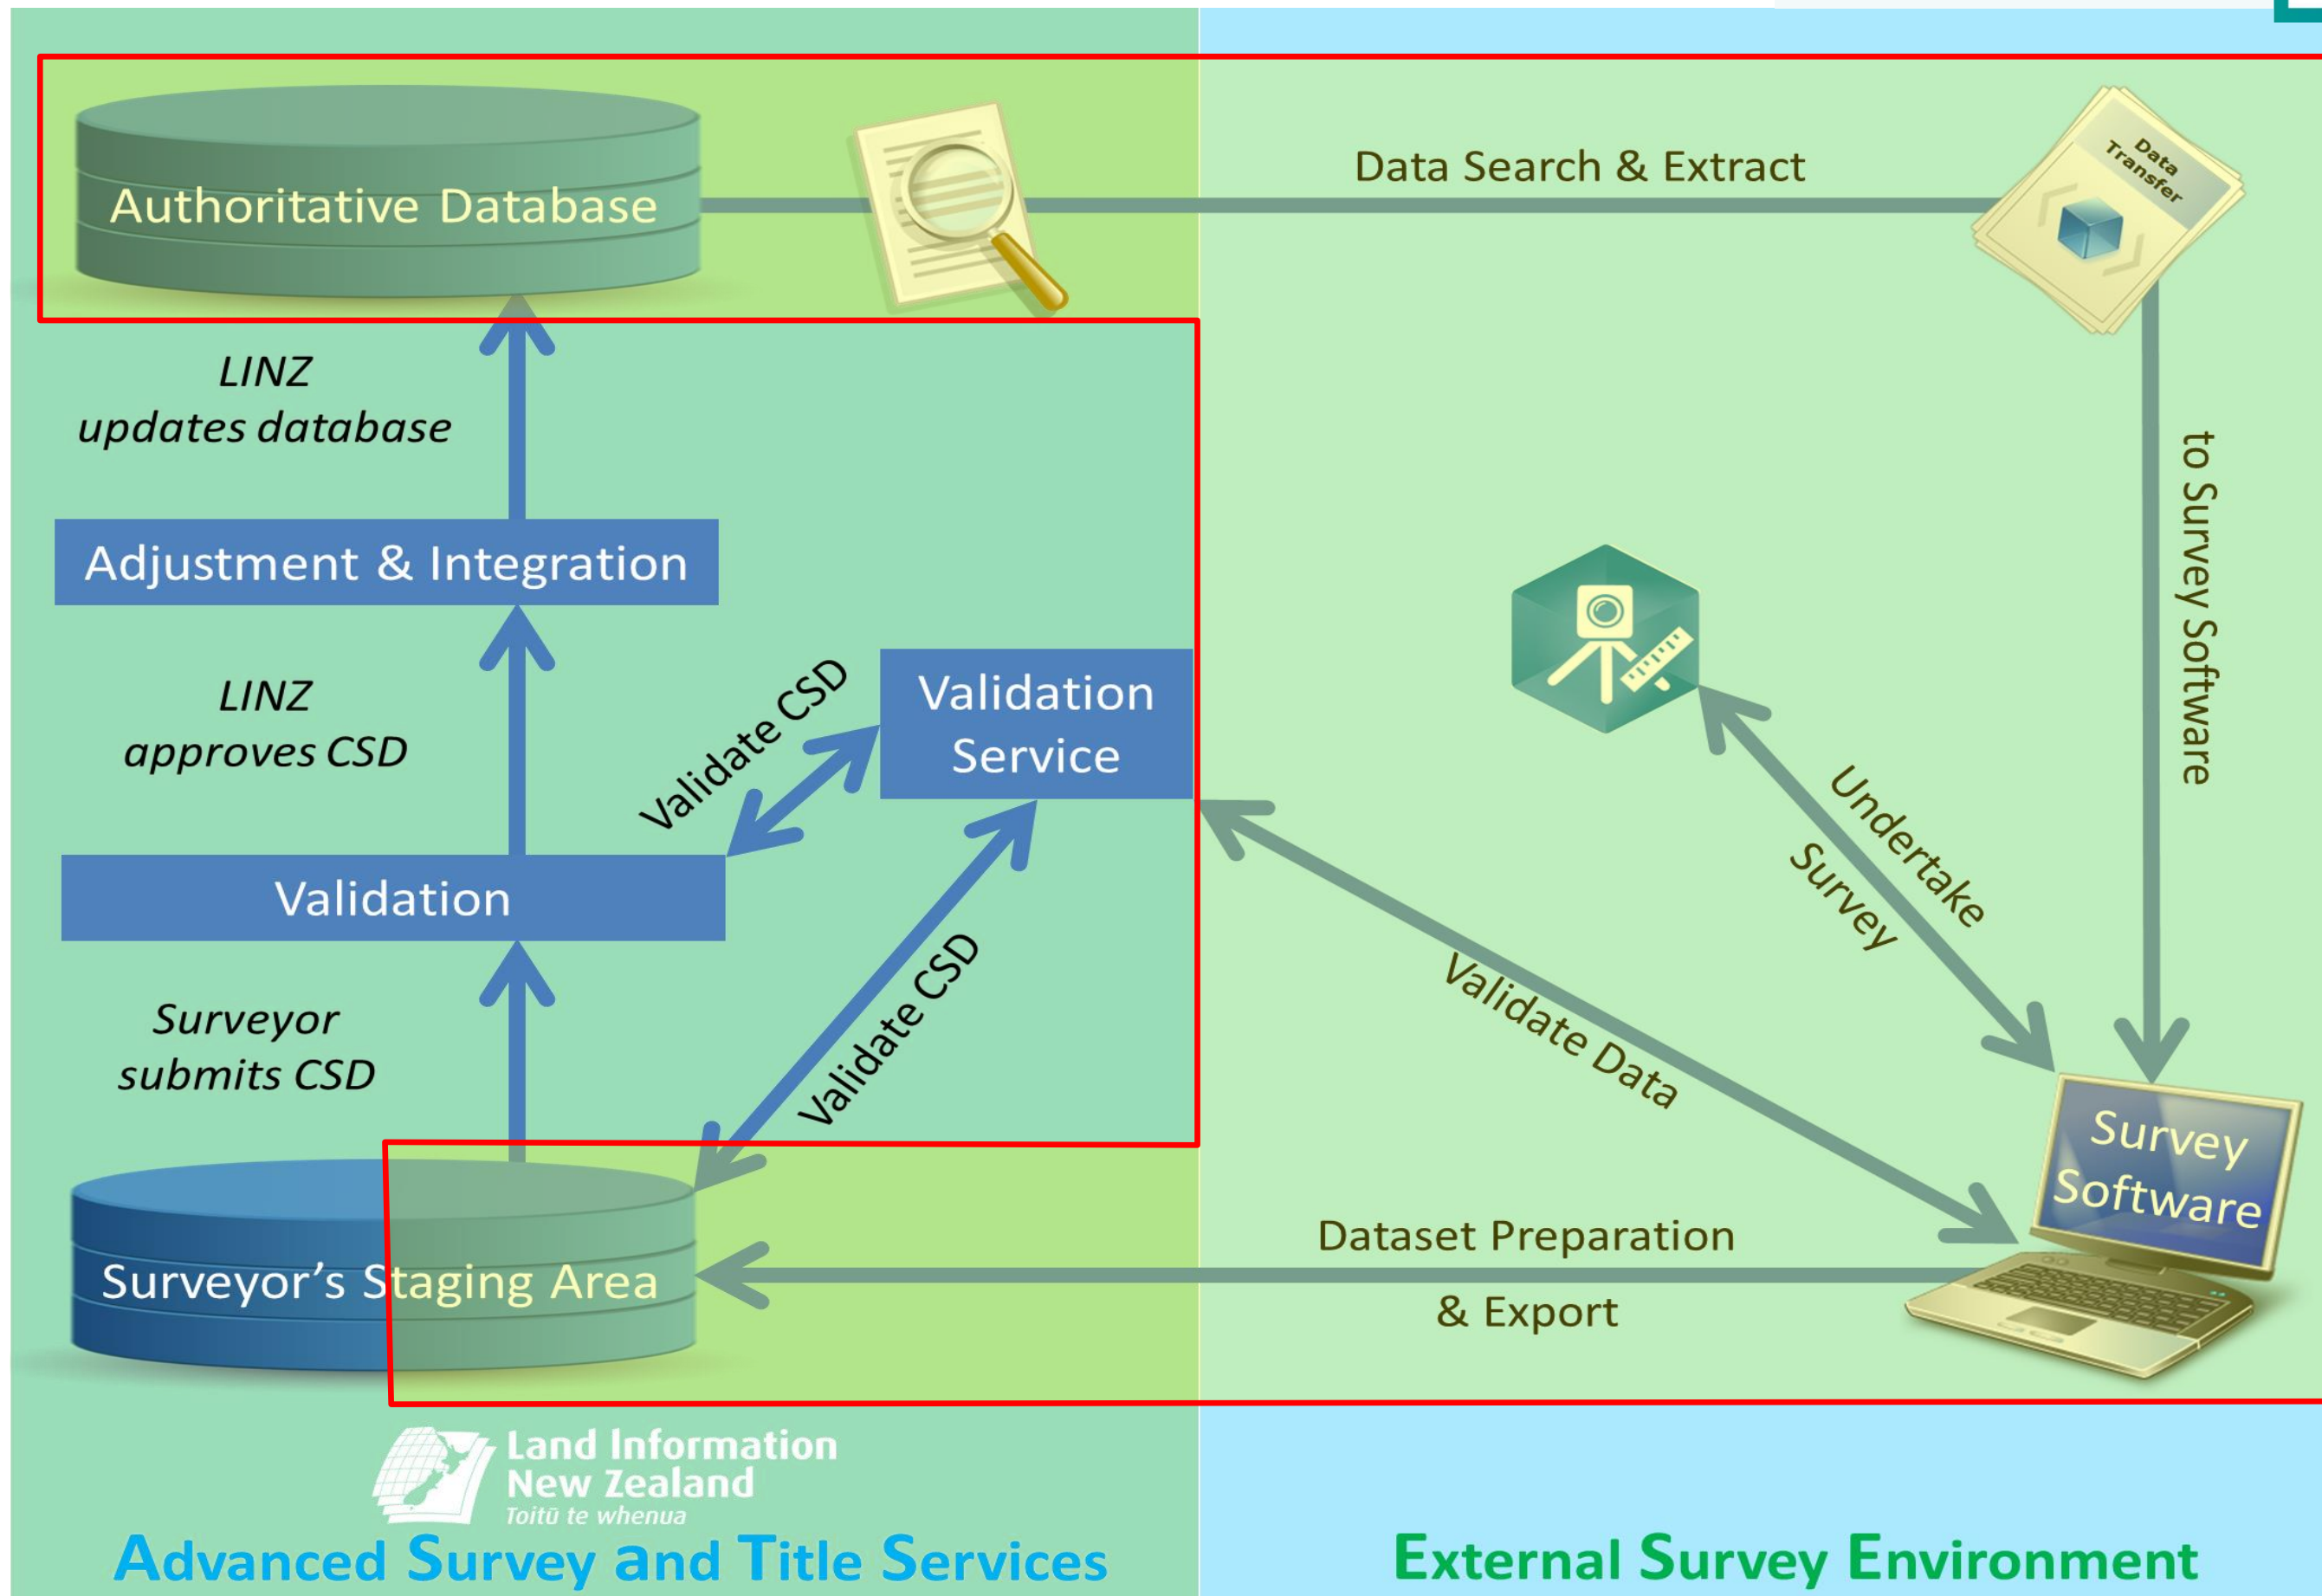 Authoritative Database
Data Search & Extract
Data
Transfer
to Survey Software
LINZ
updates database
Adjustment & Integration
LINZ
approves CSD
Validate CSD
Validation
Service
Undertake
Survey
Validation
Validate CSD
Validate Data
Surveyor
submits CSD
Survey
Software
Surveyor’s Staging Area
Dataset Preparation
& Export
Land Information
New Zealand
Toitū te whenua
Advanced Survey and Title Services
External Survey Environment